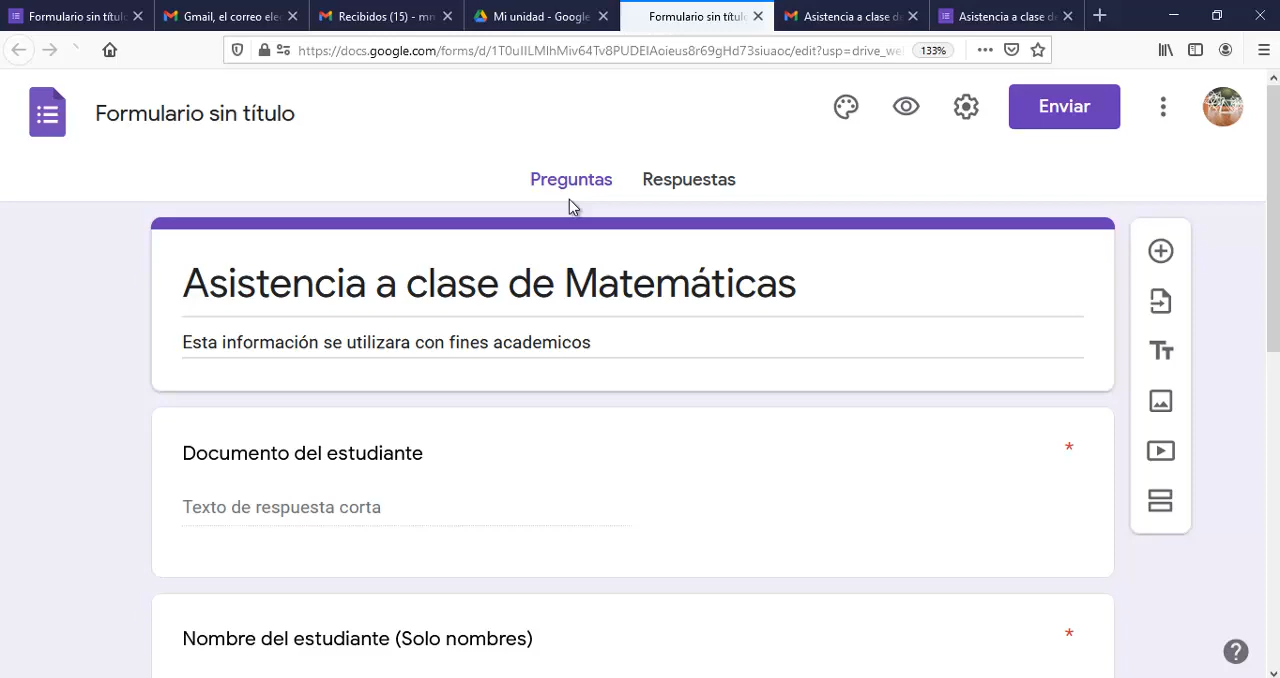 Formulario sin títul
Gmail, el correo ele
Recibidos (15) - mn
Mi unidad - Google
Formulario sin títul
Asistencia a clase d
Asistencia a clase d
https://docs.google.com/forms/d/1T0uIILMIhMiv64Tv8PUDEIAoieus8r69gHd73siuaoc/edit?usp=drive_we
133%
Formulario sin título
Enviar
Preguntas
Respuestas
Asistencia a clase de Matemáticas
Esta información se utilizara con fines academicos
Documento del estudiante
*
Texto de respuesta corta
Nombre del estudiante (Solo nombres)
*